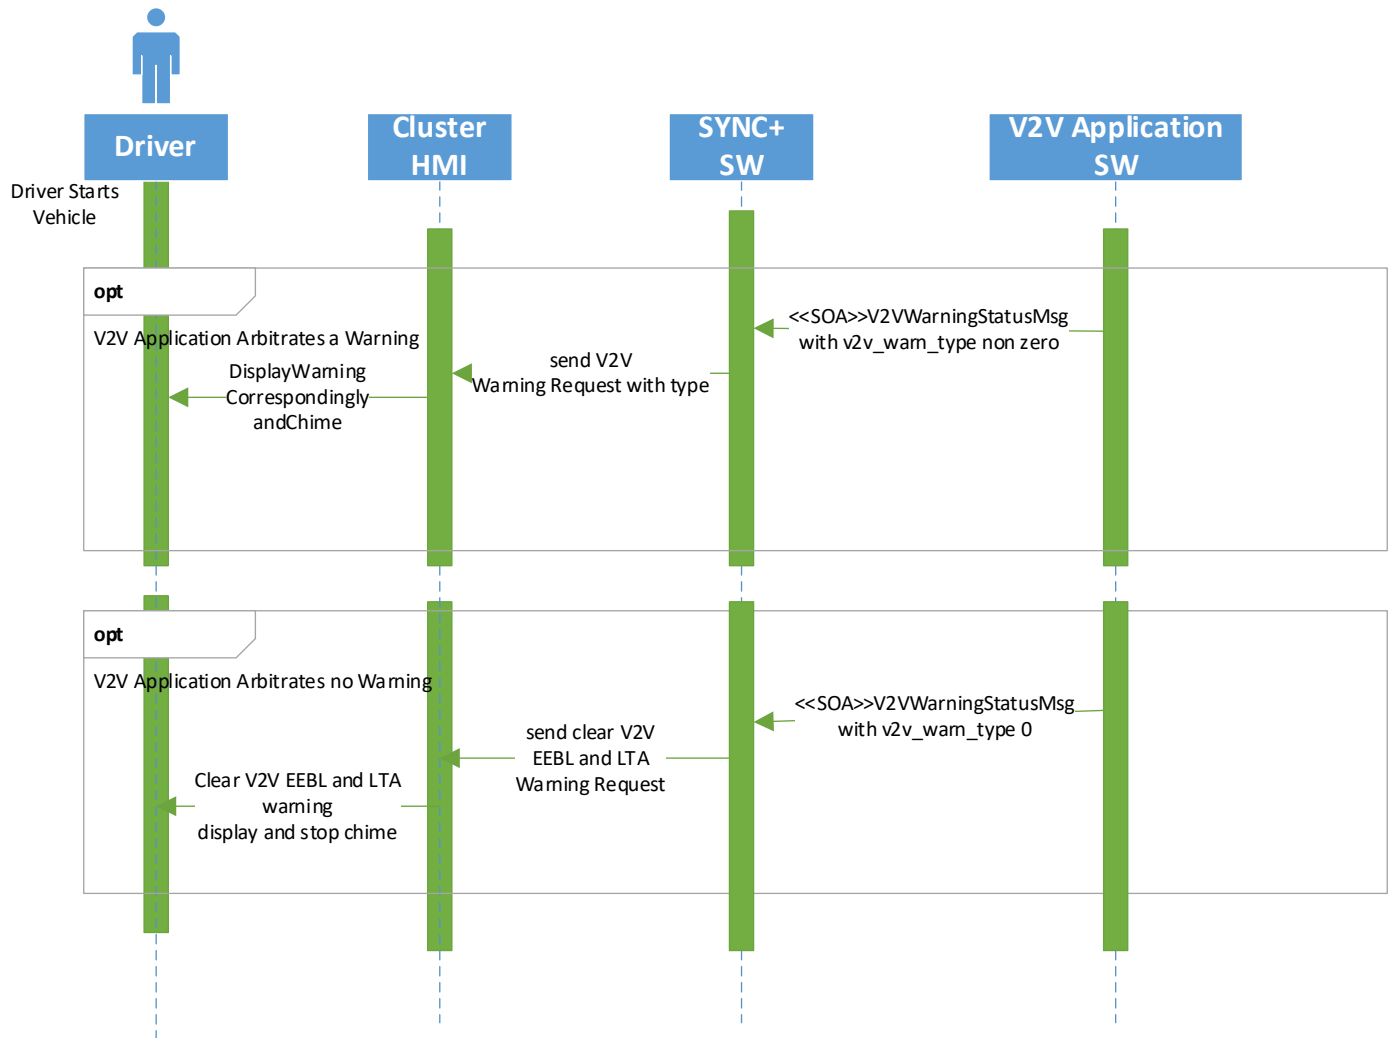 Driver
Cluster
HMI
SYNC+
SW
V2V Application
SW
Driver Starts
Vehicle
opt
V2V Application Arbitrates a Warning
<<SOA>>V2VWarningStatusMsg
with v2v_warn_type non zero
send V2V
Warning Request with type
DisplayWarning
Correspondingly
andChime
opt
V2V Application Arbitrates no Warning
<<SOA>>V2VWarningStatusMsg
with v2v_warn_type 0
send clear V2V
EEBL and LTA
Warning Request
Clear V2V EEBL and LTA
warning
display and stop chime